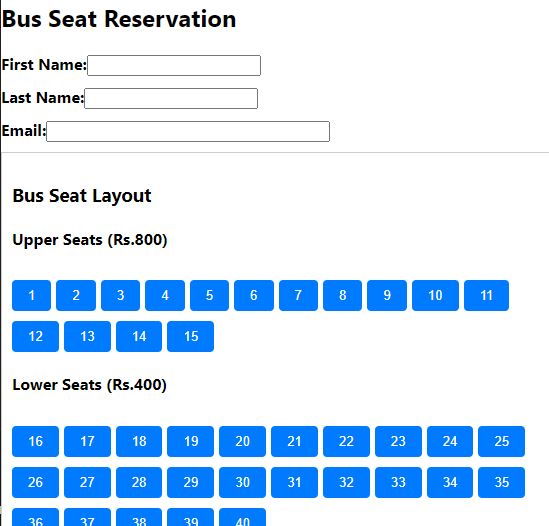 Bus Seat Reservation
First Name:
Last Name:
Email:
Bus Seat Layout
Upper Seats (Rs.800)
1 2 3 4 5 6 7 8 9 10 11
12 13 14 15
Lower Seats (Rs.400)
16 17 18 19 20 21 22 23 24 25
26 27 28 29 30 31 32 33 34 35
36 37 38 39 40